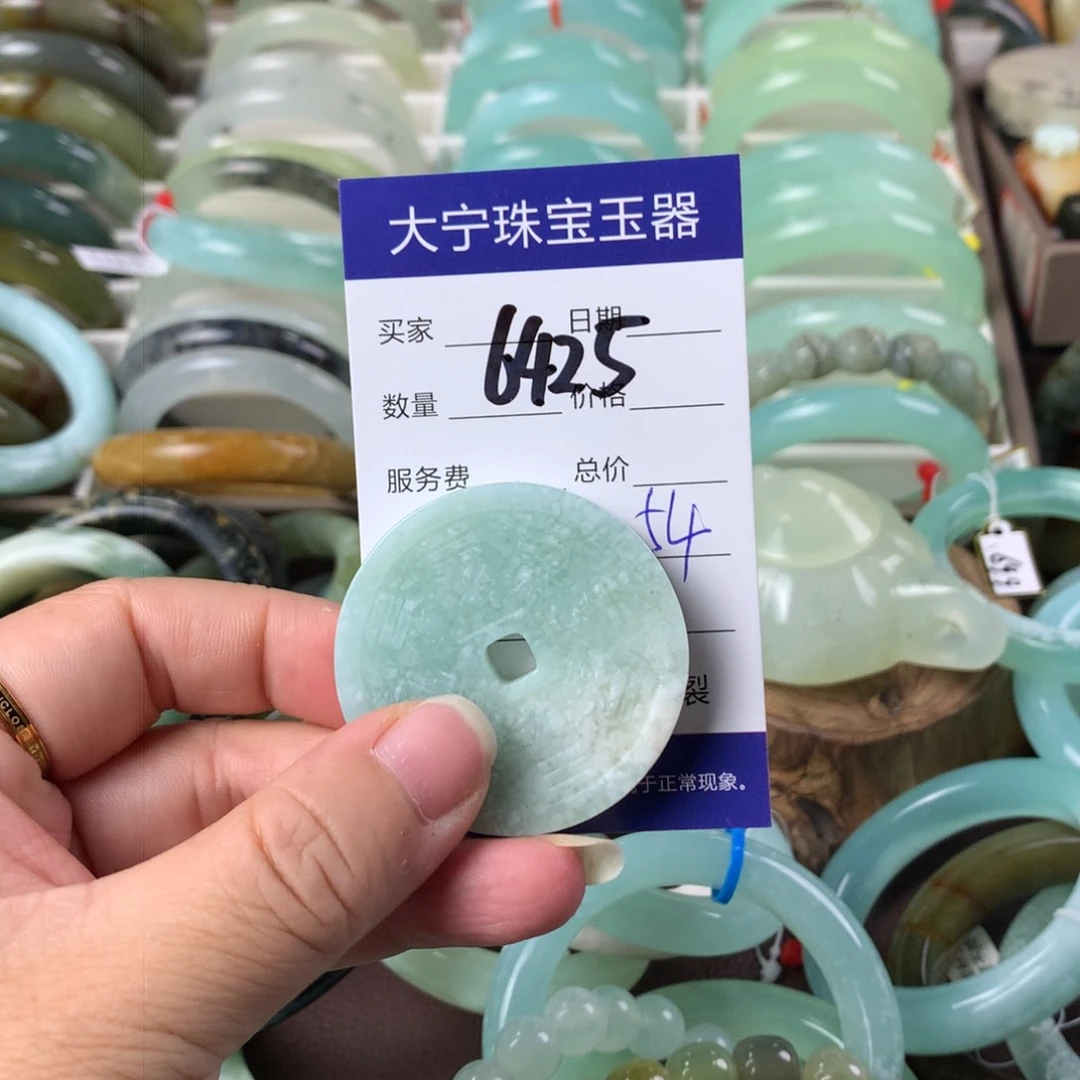 大宁珠宝玉器
买家 日期
6425
数量 价格
服务费 总价
54
裂
于正常现象。